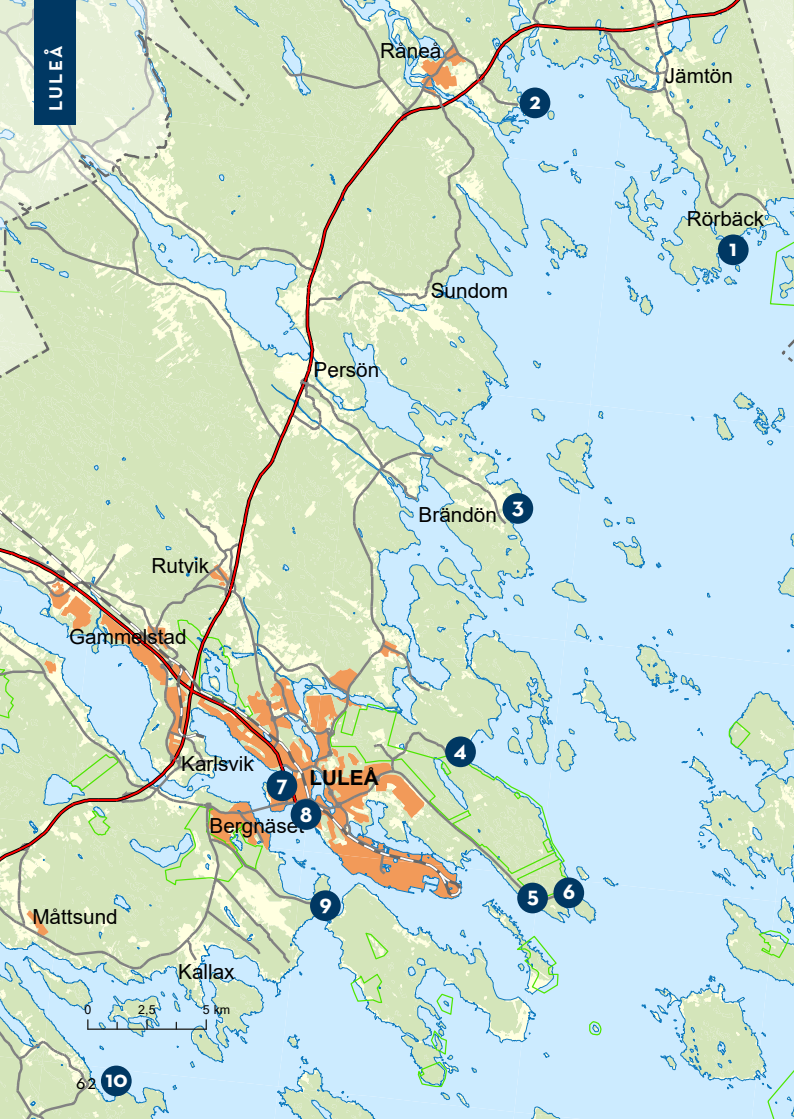 LULEÅ
Råneå
Jämtön
2
Rörbäck
1
Sundom
Persön
3
Brändön
Rutvik
Gammelstad
4
Karlsvik
LULEÅ
7
8
Bergnäset
6
5
9
Måttsund
Kallax
0 2,5 5 km
62
10